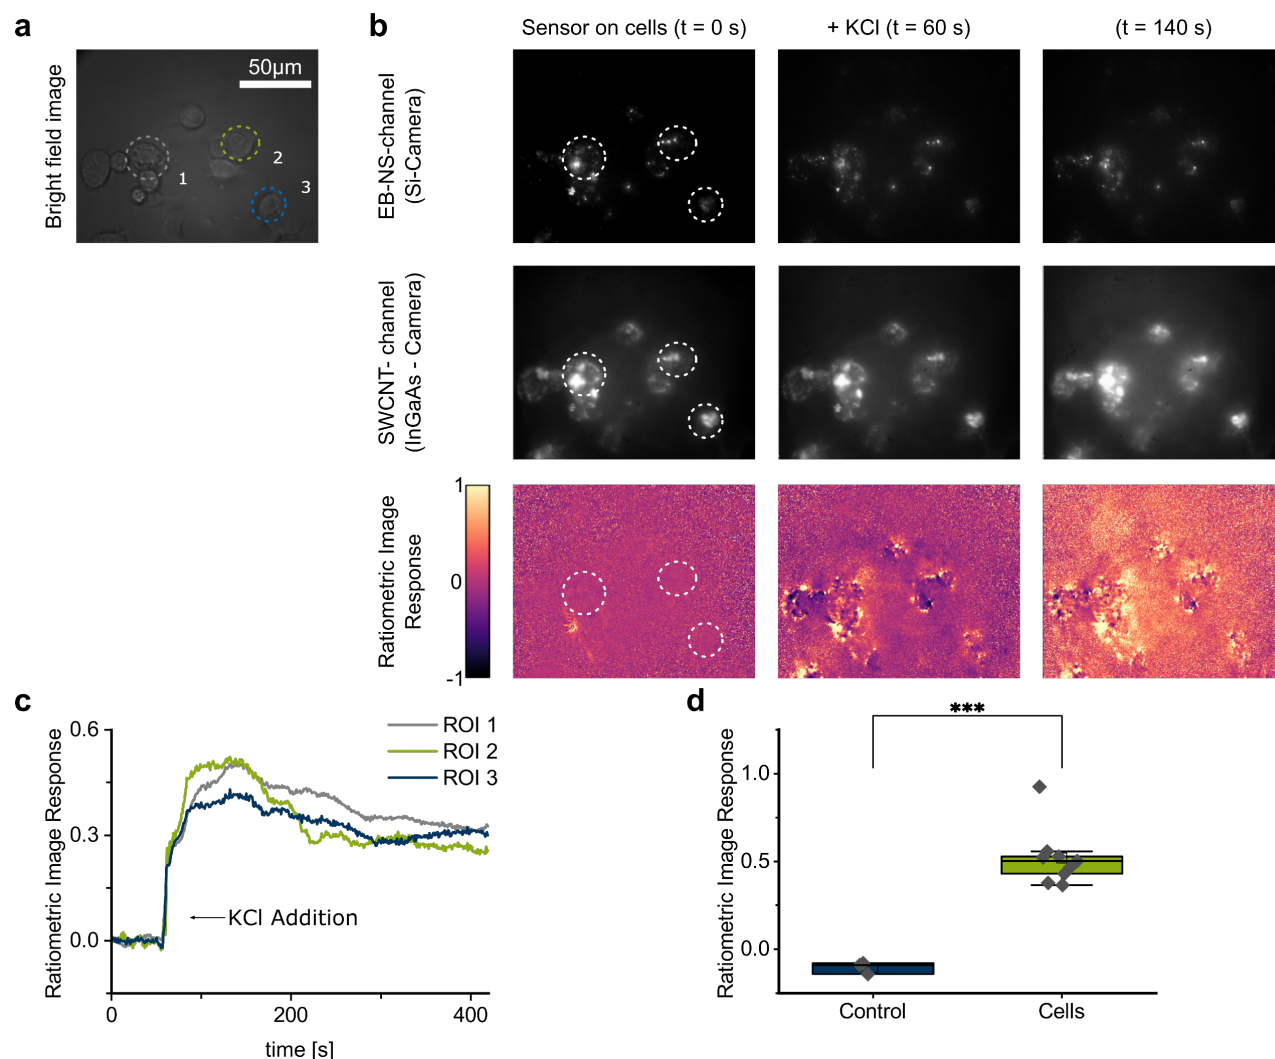 a
Bright field image
50μm
1
2
3
b
Sensor on cells (t = 0 s)
+ KCl (t = 60 s)
(t = 140 s)
EB-NS-channel
(Si-Camera)
SWCNT- channel
(InGaAs - Camera)
Ratiometric Image
Response
1
0
-1
c
Ratiometric Image Response
0.6
0.3
0.0
ROI 1
ROI 2
ROI 3
KCl Addition
0
200
400
time [s]
d
Ratiometric Image Response
1.0
0.5
0.0
***
Control
Cells